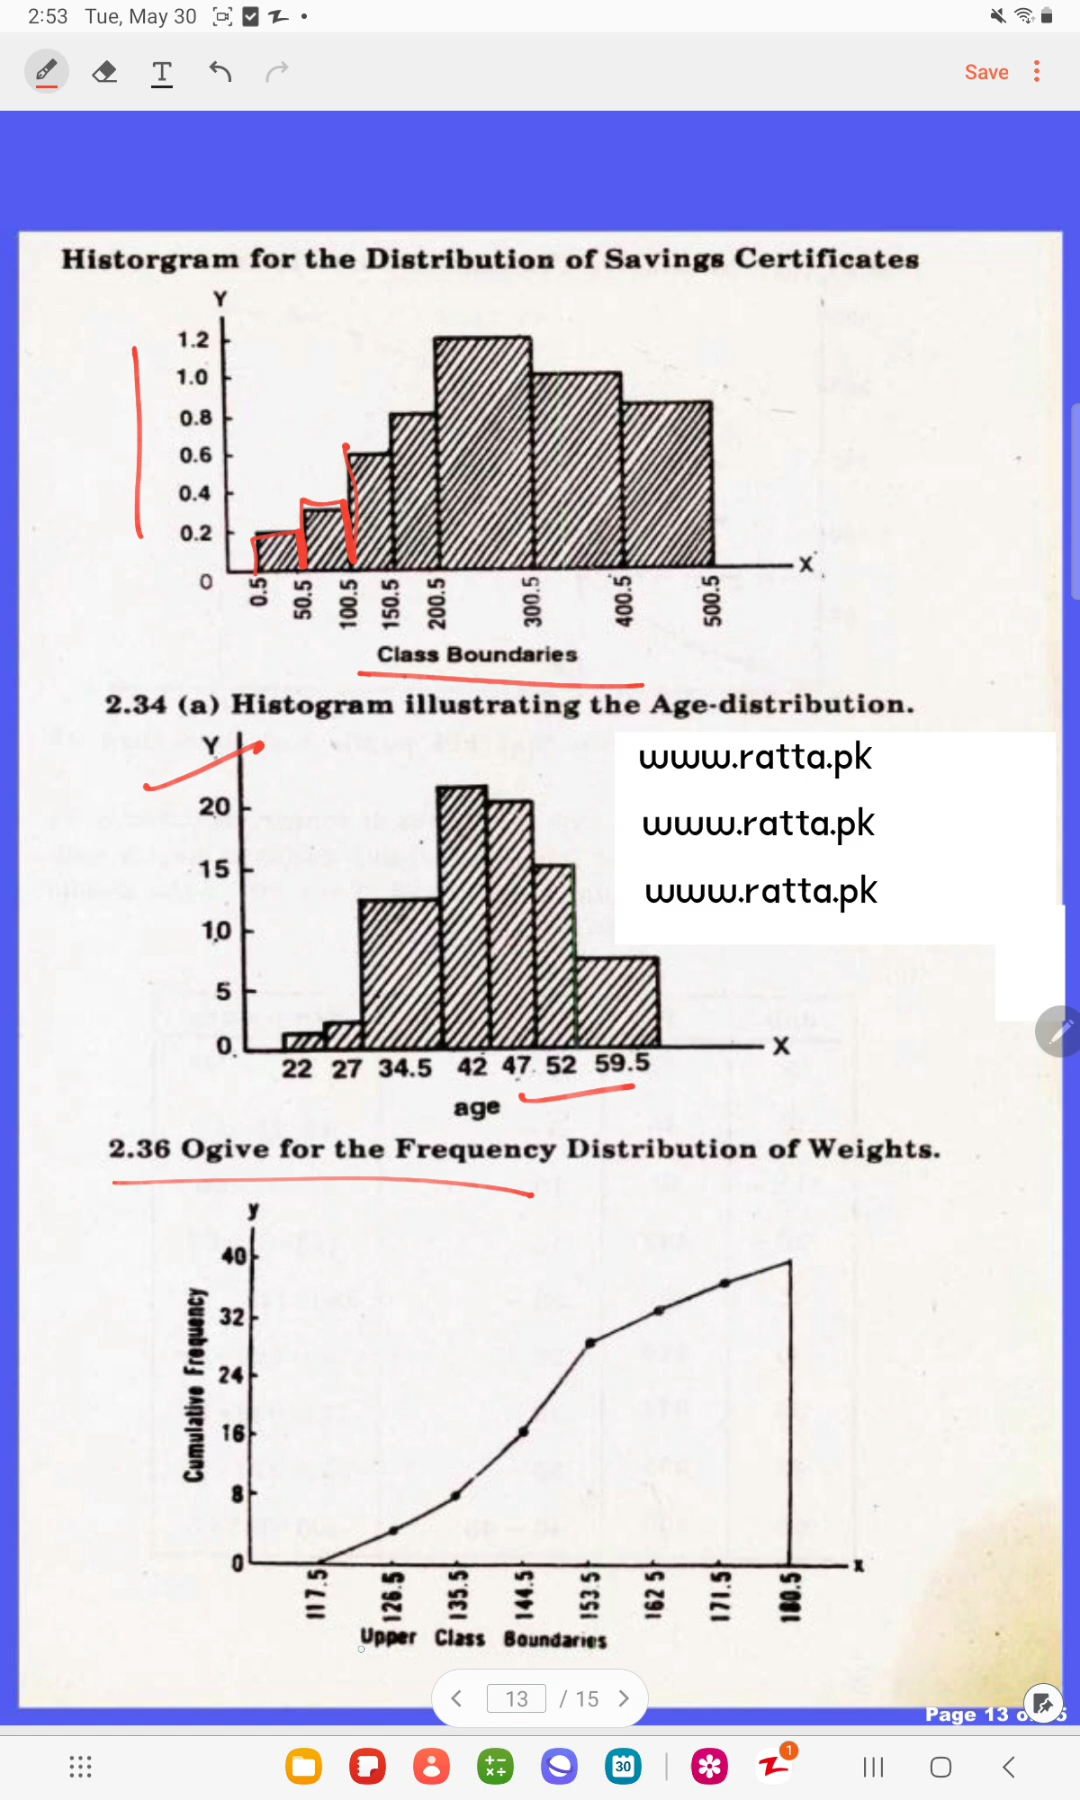 2:53 Tue, May 30
T
Save
Historgram for the Distribution of Savings Certificates
Y
1.2
1.0
0.8
0.6
0.4
0.2
0
X
0.5 50.5 100.5 150.5 200.5 300.5 400.5 500.5
Class Boundaries
2.34 (a) Histogram illustrating the Age-distribution.
Y
www.ratta.pk
www.ratta.pk
www.ratta.pk
20
15
10
5
0
X
22 27 34.5 42 47 52 59.5
age
2.36 Ogive for the Frequency Distribution of Weights.
y
Cumulative Frequency
40
32
24
16
8
0
x
117.5 126.5 135.5 144.5 153.5 162.5 171.5 180.5
Upper Class Boundaries
13 / 15
Page 13 o
30
1